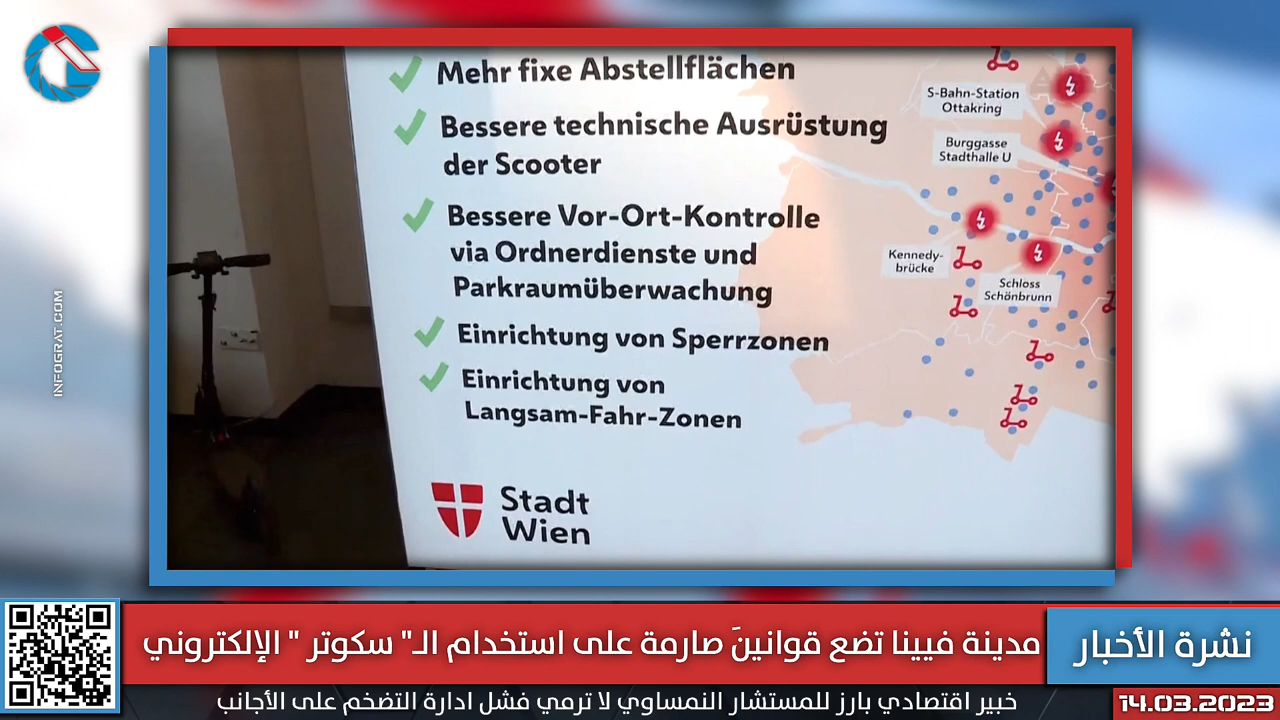 Mehr fixe Abstellflächen
Bessere technische Ausrüstung
der Scooter
Bessere Vor-Ort-Kontrolle
via Ordnerdienste und
Parkraumüberwachung
Einrichtung von Sperrzonen
Einrichtung von
Langsam-Fahr-Zonen
Stadt
Wien
S-Bahn-Station
Ottakring
Burggasse
Stadthalle U
Kennedy-
brücke
Schloss
Schönbrunn
INFOGRAT.COM
نشرة الأخبار
مدينة فيينا تضع قوانينَ صارمة على استخدام الـ" سكوتر " الإلكتروني
خبير اقتصادي بارز للمستشار النمساوي لا ترمي فشل ادارة التضخم على الأجانب
14.03.2023